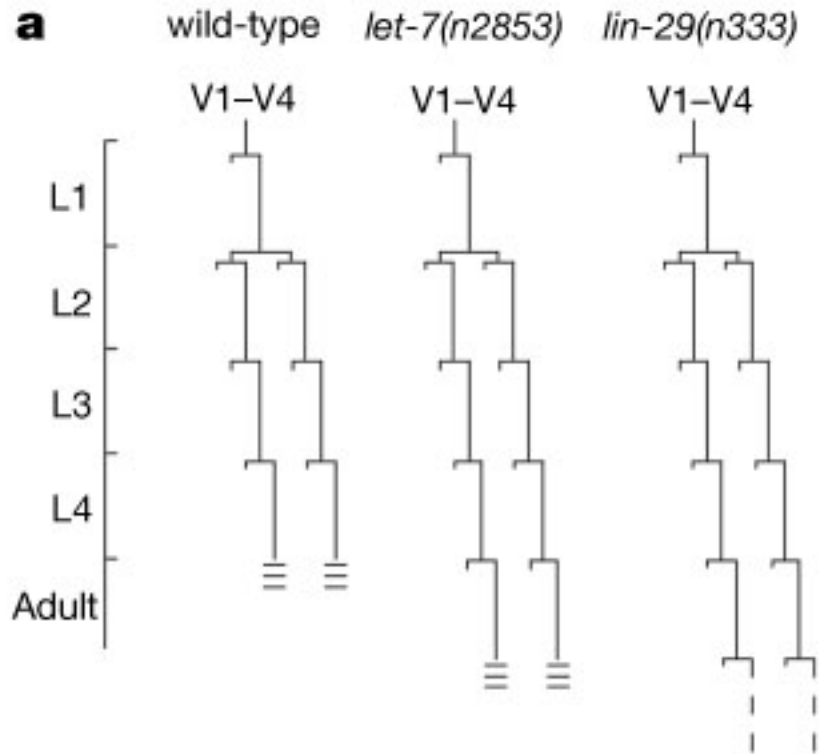 a wild-type let-7(n2853) lin-29(n333)
V1–V4 V1–V4 V1–V4
L1
L2
L3
L4
Adult